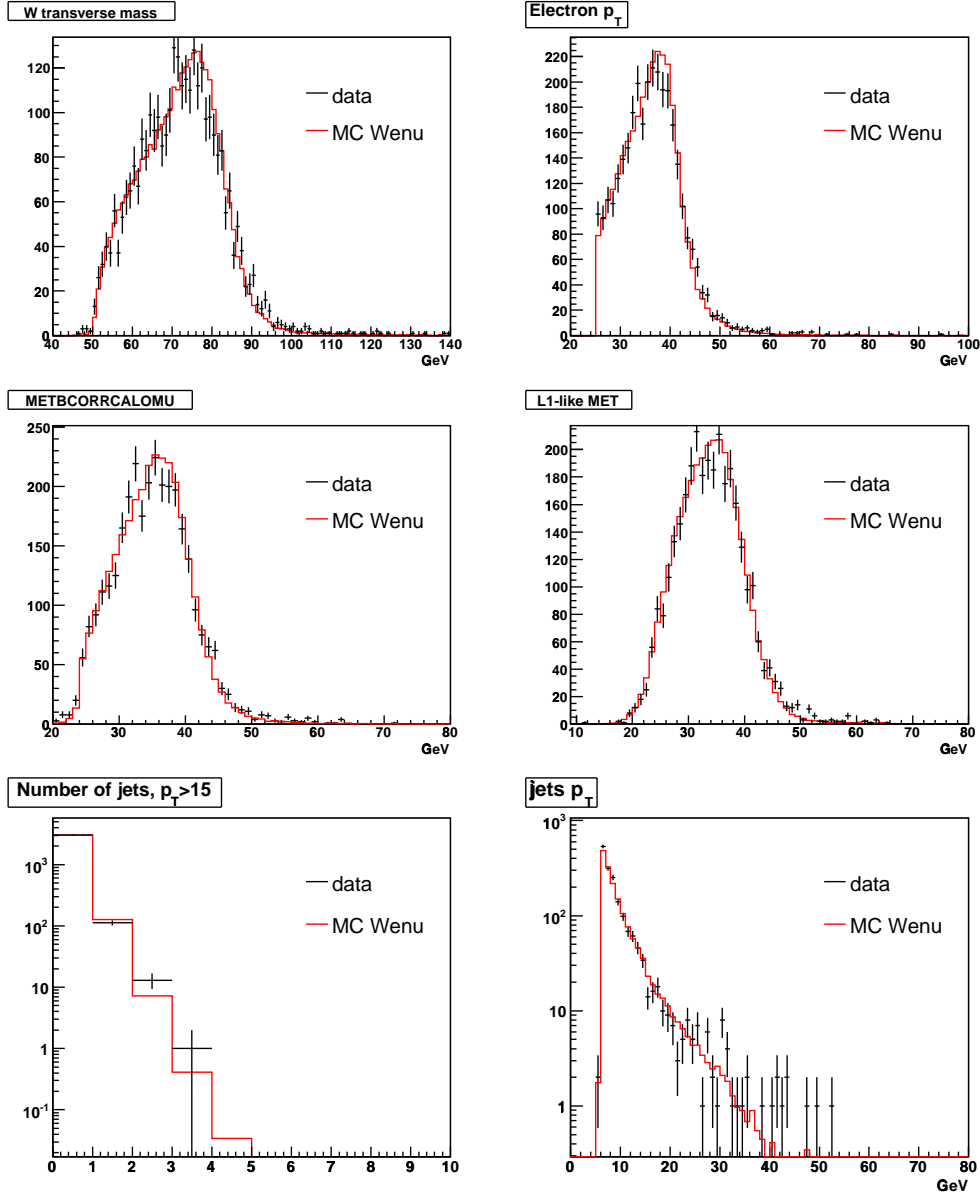 W transverse mass
120
100
80
60
40
20
0
data
MC Wenu
40 50 60 70 80 90 100 110 120 130 140
GeV
Electron p_T
220
200
180
160
140
120
100
80
60
40
20
0
data
MC Wenu
20 30 40 50 60 70 80 90 100
GeV
METBCORRCALOMU
250
200
150
100
50
0
data
MC Wenu
20 30 40 50 60 70 80
GeV
L1-like MET
200
180
160
140
120
100
80
60
40
20
0
data
MC Wenu
10 20 30 40 50 60 70 80
GeV
Number of jets, p_T>15
10^3
10^2
10
1
10^-1
data
MC Wenu
0 1 2 3 4 5 6 7 8 9 10
jets p_T
10^3
10^2
10
1
data
MC Wenu
0 10 20 30 40 50 60 70 80
GeV